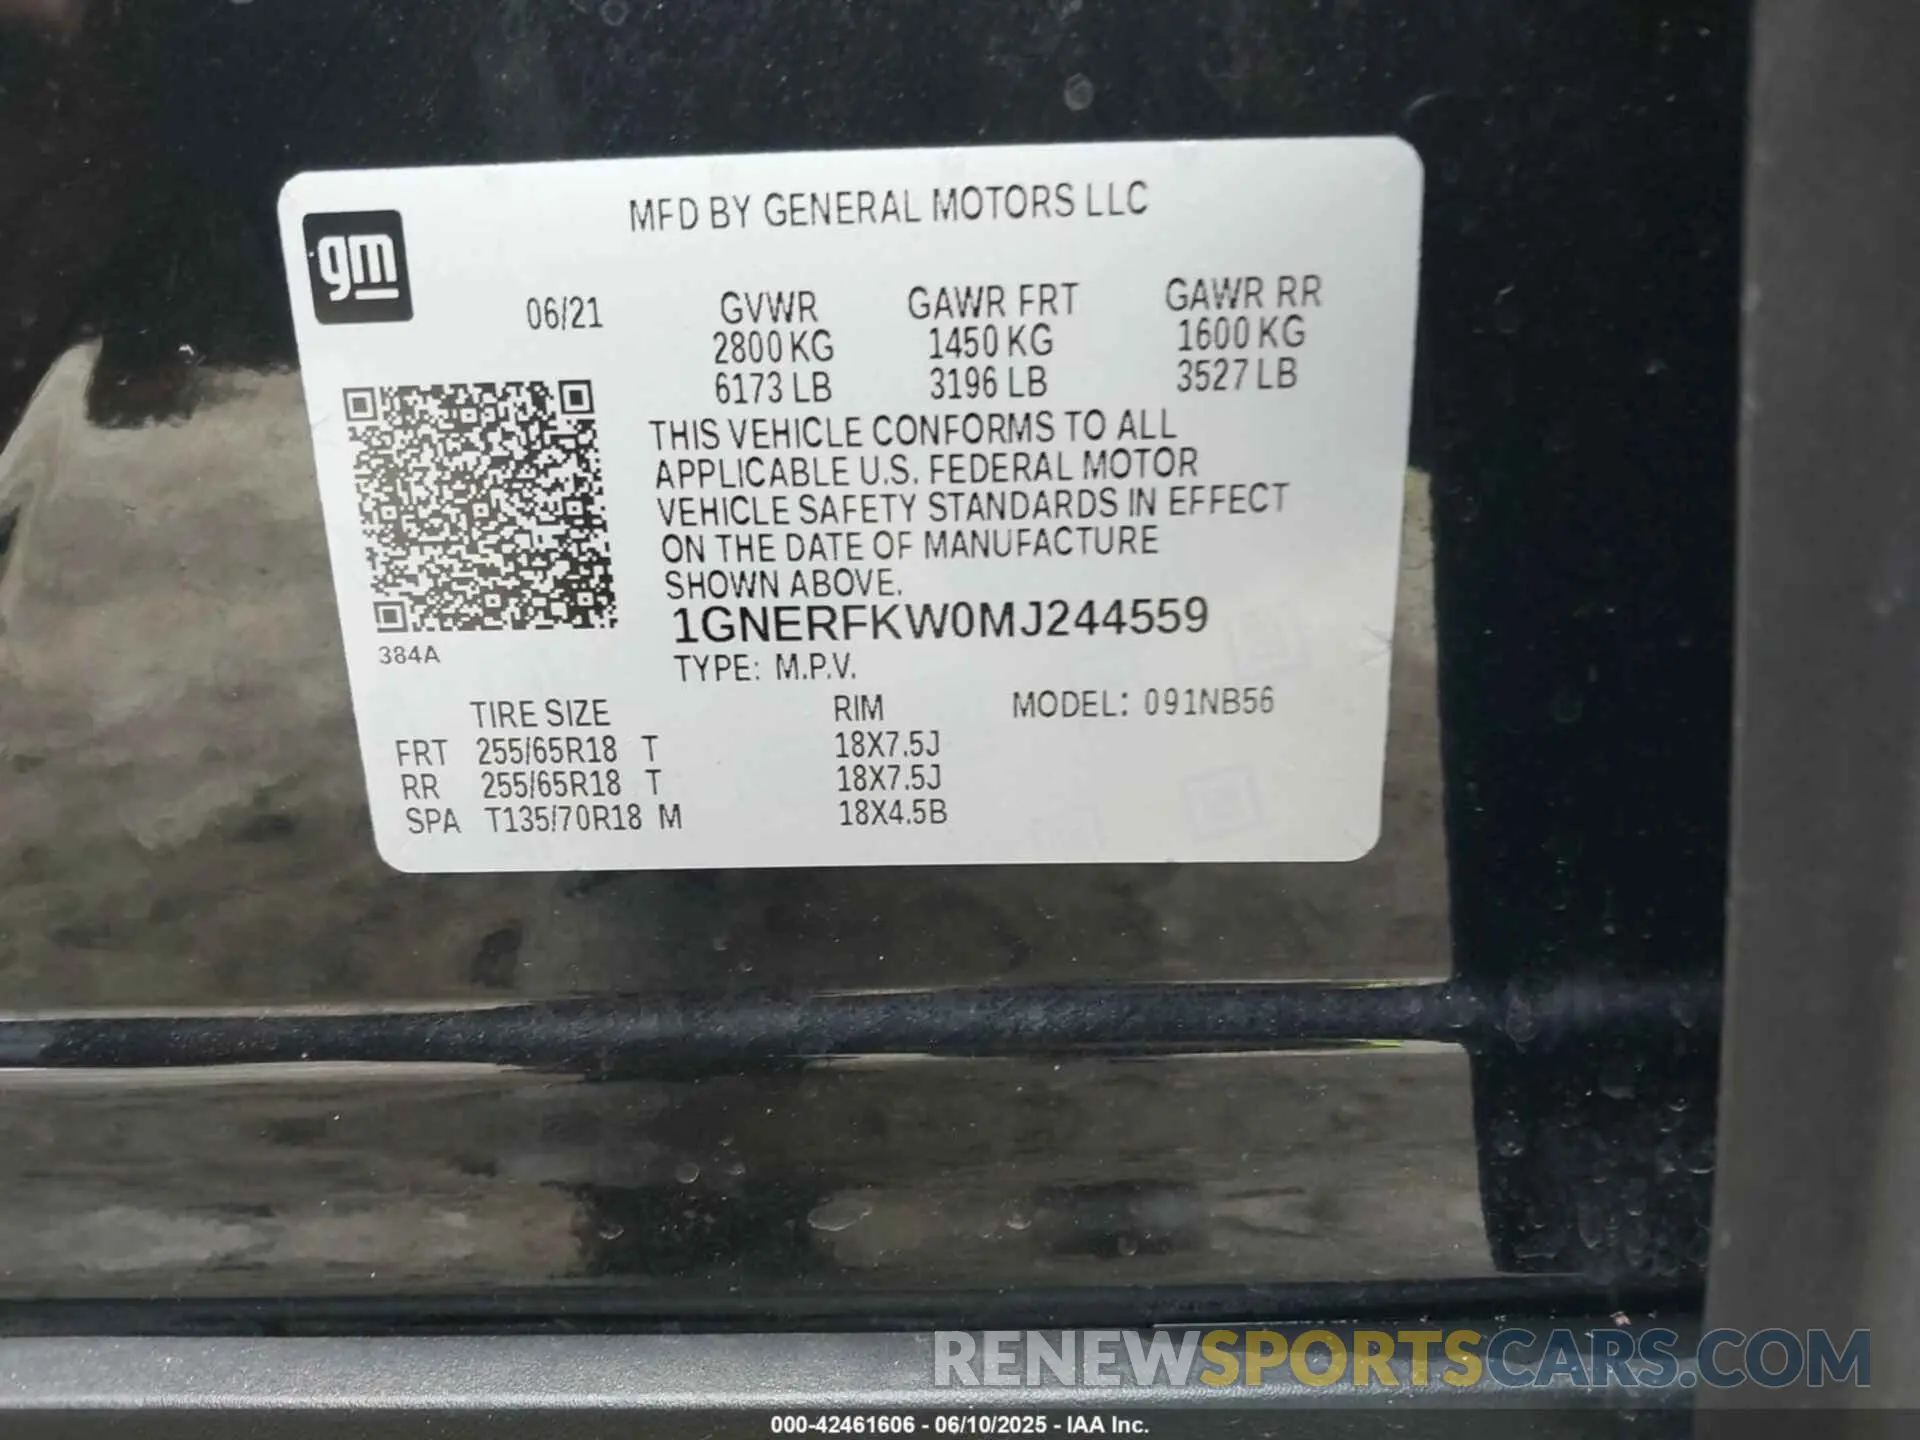 MFD BY GENERAL MOTORS LLC
gm
06/21 GVWR GAWR FRT GAWR RR
2800 KG 1450 KG 1600 KG
6173 LB 3196 LB 3527 LB
THIS VEHICLE CONFORMS TO ALL
APPLICABLE U.S. FEDERAL MOTOR
VEHICLE SAFETY STANDARDS IN EFFECT
ON THE DATE OF MANUFACTURE
SHOWN ABOVE.
1GNERFKW0MJ244559
384A
TYPE: M.P.V.
TIRE SIZE RIM MODEL: 091NB56
FRT 255/65R18 T 18X7.5J
RR 255/65R18 T 18X7.5J
SPA T135/70R18 M 18X4.5B
RENEWSPORTSCARS.COM
000-42461606 - 06/10/2025 - IAA Inc.